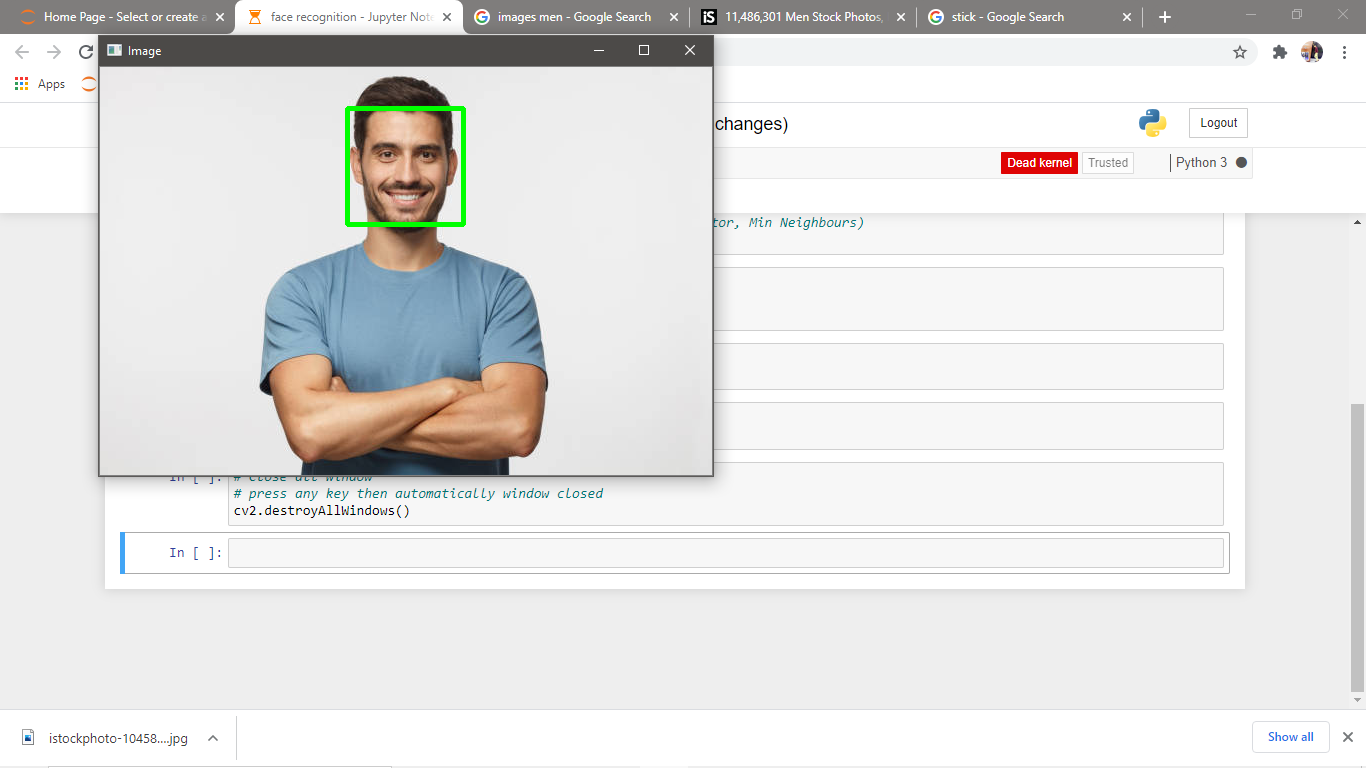 Home Page - Select or create a
face recognition - Jupyter Note
images men - Google Search
iS
11,486,301 Men Stock Photos,
stick - Google Search
Image
Apps
changes)
Logout
Dead kernel
Trusted
Python 3
tor, Min Neighbours)
In [ ]:
# Close all window
# press any key then automatically window closed
cv2.destroyAllWindows()
In [ ]:
istockphoto-10458....jpg
Show all